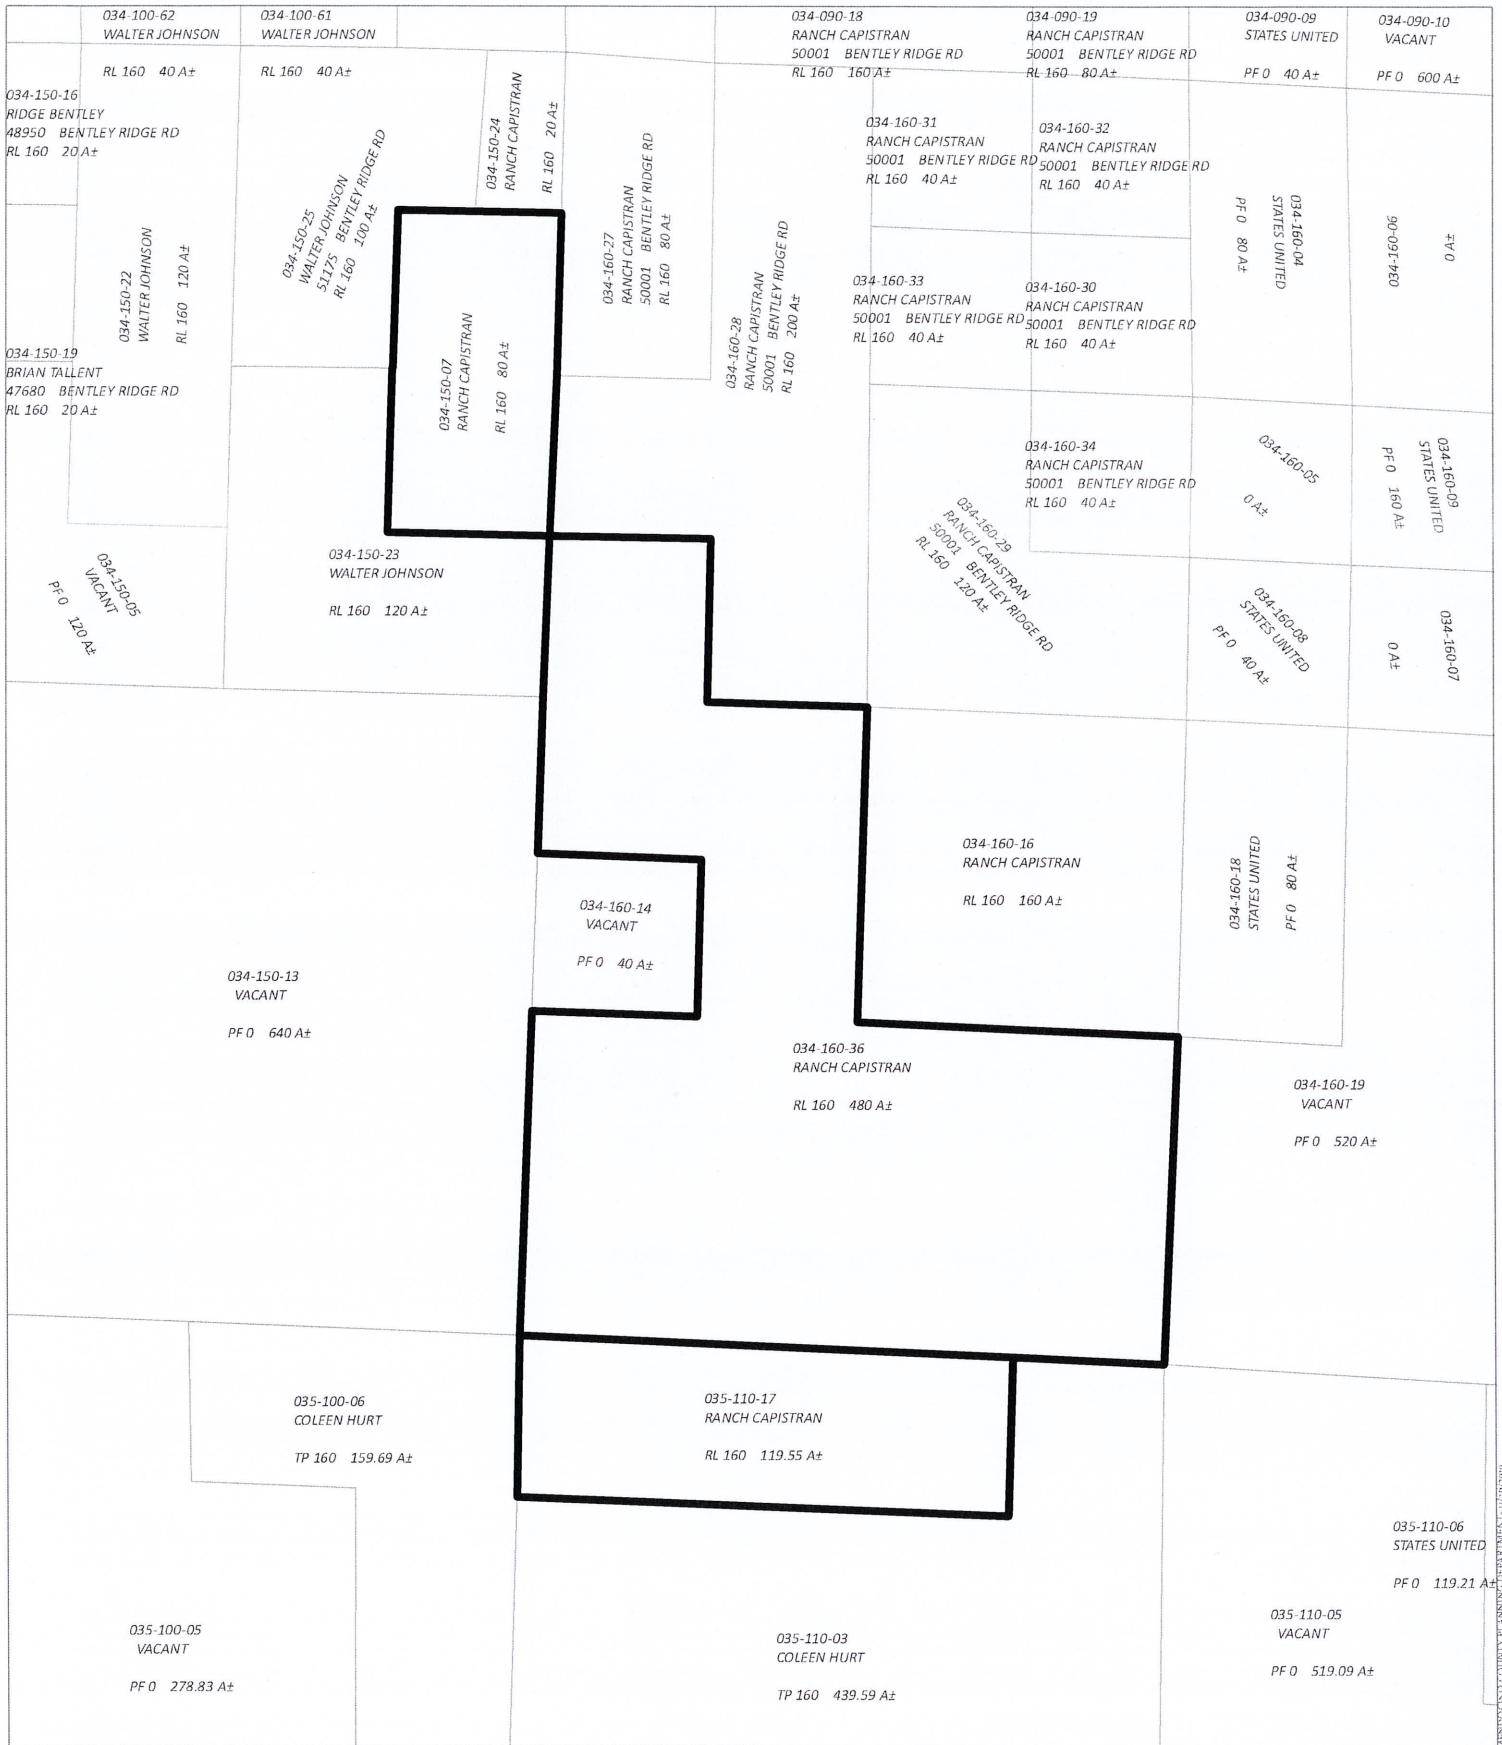 034-100-62
WALTER JOHNSON
RL 160 40 A±
034-100-61
WALTER JOHNSON
RL 160 40 A±
034-090-18
RANCH CAPISTRAN
50001 BENTLEY RIDGE RD
RL 160 160 A±
034-090-19
RANCH CAPISTRAN
50001 BENTLEY RIDGE RD
RL 160 80 A±
034-090-09
STATES UNITED
PF 0 40 A±
034-090-10
VACANT
PF 0 600 A±
034-150-16
RIDGE BENTLEY
48950 BENTLEY RIDGE RD
RL 160 20 A±
034-150-22
WALTER JOHNSON
RL 160 120 A±
034-150-25
WALTER JOHNSON
51175 BENTLEY RIDGE RD
RL 160 100 A±
034-150-24
RANCH CAPISTRAN
RL 160 20 A±
034-160-27
RANCH CAPISTRAN
50001 BENTLEY RIDGE RD
RL 160 80 A±
034-160-28
RANCH CAPISTRAN
50001 BENTLEY RIDGE RD
RL 160 200 A±
034-160-31
RANCH CAPISTRAN
50001 BENTLEY RIDGE RD
RL 160 40 A±
034-160-32
RANCH CAPISTRAN
50001 BENTLEY RIDGE RD
RL 160 40 A±
034-160-04
STATES UNITED
PF 0 80 A±
034-160-06
0 A±
034-160-33
RANCH CAPISTRAN
50001 BENTLEY RIDGE RD
RL 160 40 A±
034-160-30
RANCH CAPISTRAN
50001 BENTLEY RIDGE RD
RL 160 40 A±
034-150-19
BRIAN TALLENT
47680 BENTLEY RIDGE RD
RL 160 20 A±
034-150-07
RANCH CAPISTRAN
RL 160 80 A±
034-160-34
RANCH CAPISTRAN
50001 BENTLEY RIDGE RD
RL 160 40 A±
034-160-05
0 A±
034-160-09
STATES UNITED
PF 0 160 A±
034-150-05
VACANT
PF 0 120 A±
034-150-23
WALTER JOHNSON
RL 160 120 A±
034-160-29
RANCH CAPISTRAN
50001 BENTLEY RIDGE RD
RL 160 120 A±
034-160-08
STATES UNITED
PF 0 40 A±
034-160-07
0 A±
034-160-16
RANCH CAPISTRAN
RL 160 160 A±
034-160-18
STATES UNITED
PF 0 80 A±
034-160-14
VACANT
PF 0 40 A±
034-150-13
VACANT
PF 0 640 A±
034-160-36
RANCH CAPISTRAN
RL 160 480 A±
034-160-19
VACANT
PF 0 520 A±
035-100-06
COLEEN HURT
TP 160 159.69 A±
035-110-17
RANCH CAPISTRAN
RL 160 119.55 A±
035-110-06
STATES UNITED
PF 0 119.21 A±
035-100-05
VACANT
PF 0 278.83 A±
035-110-03
COLEEN HURT
TP 160 439.59 A±
035-110-05
VACANT
PF 0 519.09 A±
COUNTY PLANNING DEPARTMENT